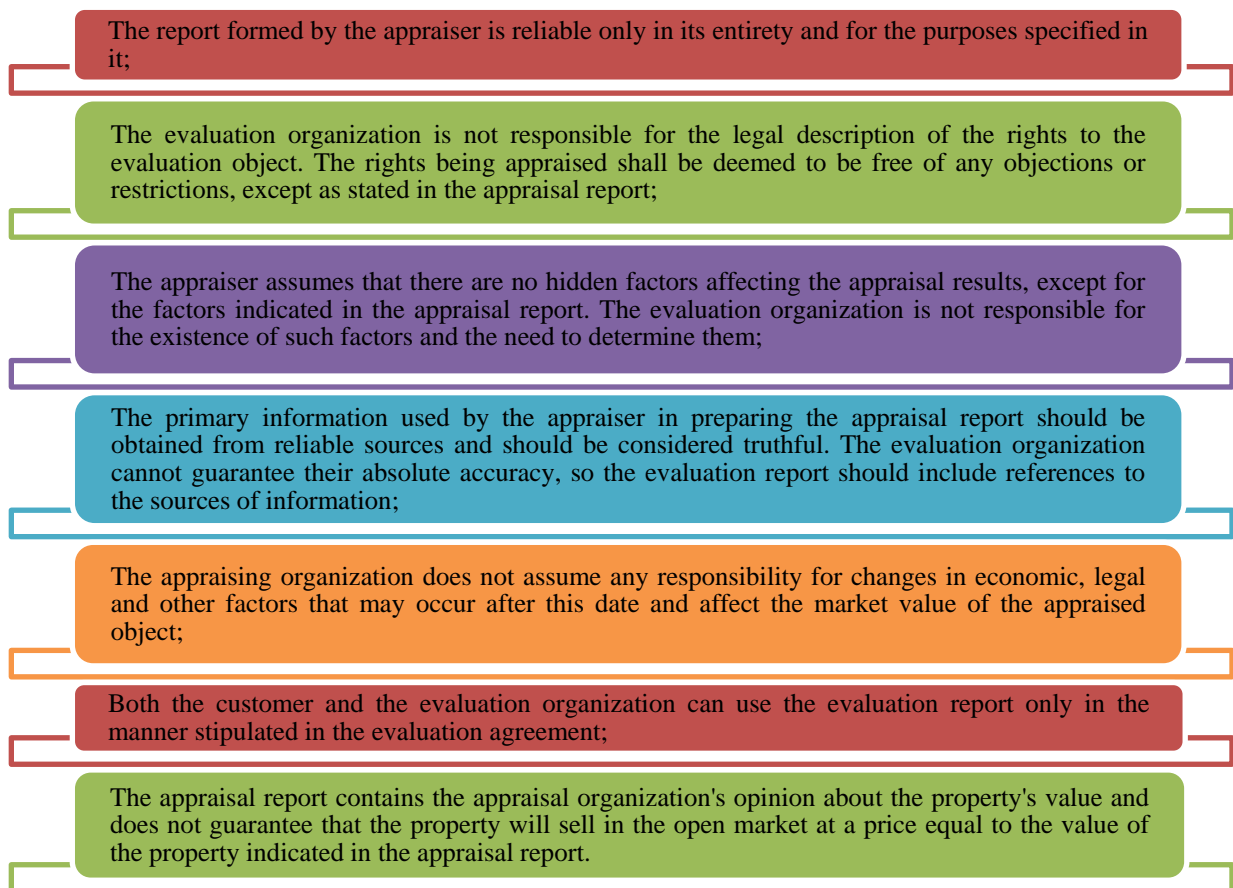 The report formed by the appraiser is reliable only in its entirety and for the purposes specified in
it;
The evaluation organization is not responsible for the legal description of the rights to the
evaluation object. The rights being appraised shall be deemed to be free of any objections or
restrictions, except as stated in the appraisal report;
The appraiser assumes that there are no hidden factors affecting the appraisal results, except for
the factors indicated in the appraisal report. The evaluation organization is not responsible for
the existence of such factors and the need to determine them;
The primary information used by the appraiser in preparing the appraisal report should be
obtained from reliable sources and should be considered truthful. The evaluation organization
cannot guarantee their absolute accuracy, so the evaluation report should include references to
the sources of information;
The appraising organization does not assume any responsibility for changes in economic, legal
and other factors that may occur after this date and affect the market value of the appraised
object;
Both the customer and the evaluation organization can use the evaluation report only in the
manner stipulated in the evaluation agreement;
The appraisal report contains the appraisal organization's opinion about the property's value and
does not guarantee that the property will sell in the open market at a price equal to the value of
the property indicated in the appraisal report.